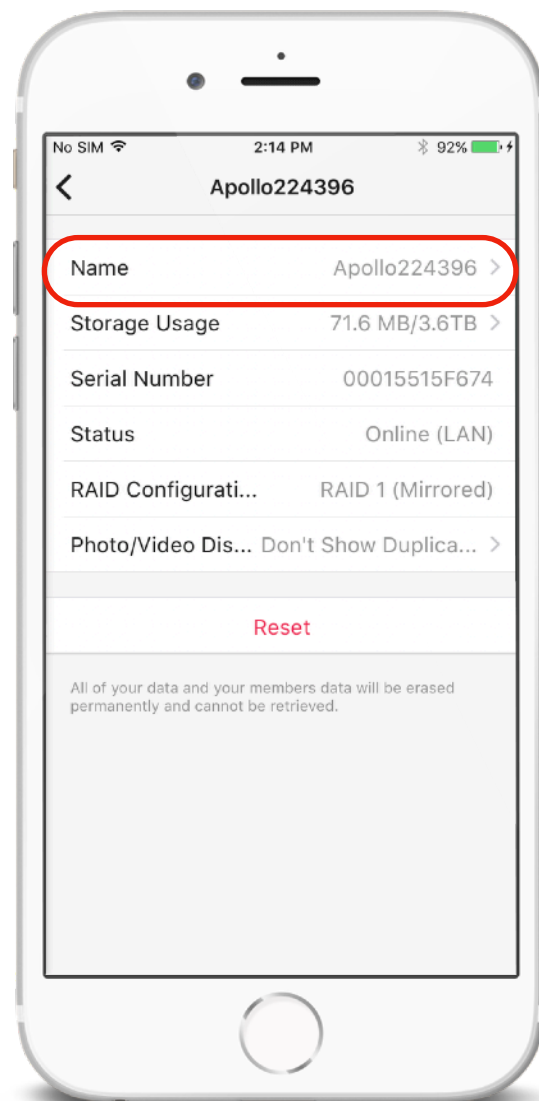 No SIM 2:14 PM 92%
Apollo224396
Name Apollo224396
Storage Usage 71.6 MB/3.6TB
Serial Number 00015515F674
Status Online (LAN)
RAID Configurati... RAID 1 (Mirrored)
Photo/Video Dis... Don't Show Duplica...
Reset
All of your data and your members data will be erased
permanently and cannot be retrieved.